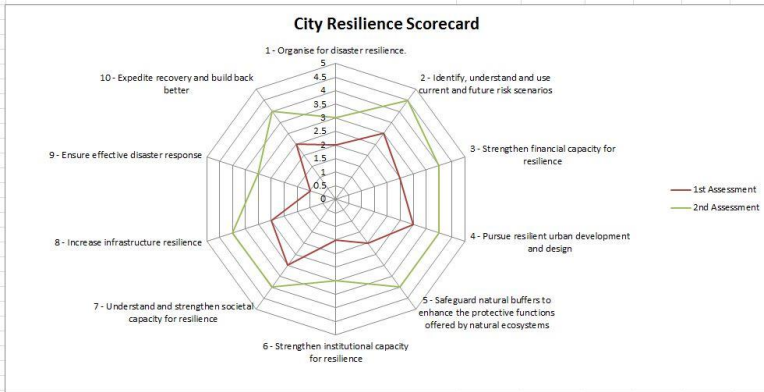 City Resilience Scorecard
1 - Organise for disaster resilience.
2 - Identify, understand and use
current and future risk scenarios
3 - Strengthen financial capacity for
resilience
4 - Pursue resilient urban development
and design
5 - Safeguard natural buffers to
enhance the protective functions
offered by natural ecosystems
6 - Strengthen institutional capacity
for resilience
7 - Understand and strengthen societal
capacity for resilience
8 - Increase infrastructure resilience
9 - Ensure effective disaster response
10 - Expedite recovery and build back
better
5
4.5
4
3.5
3
2.5
2
1.5
1
0.5
0
1st Assessment
2nd Assessment